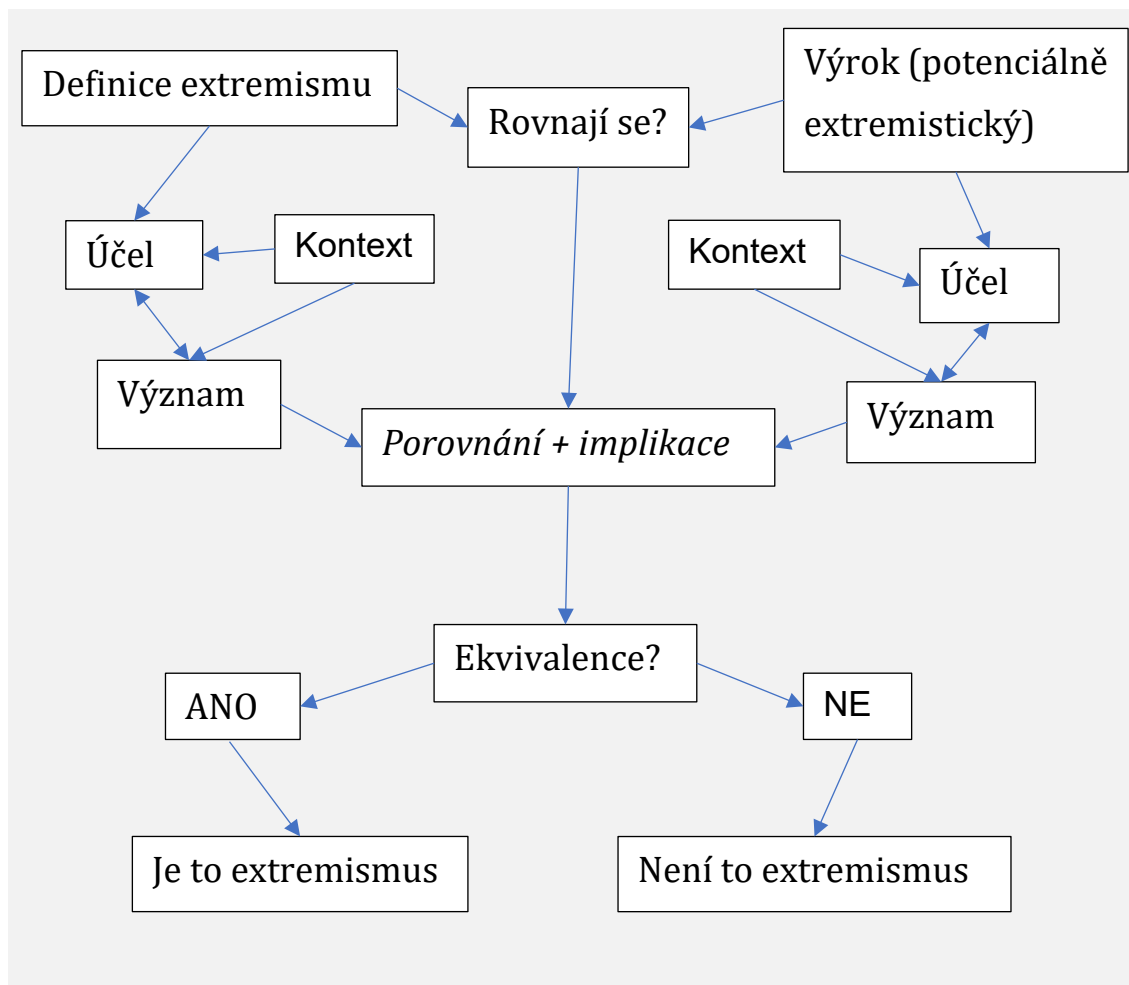 Definice extremismu
Výrok (potenciálně
extremistický)
Rovnají se?
Účel
Kontext
Kontext
Účel
Význam
Význam
Porovnání + implikace
Ekvivalence?
ANO
NE
Je to extremismus
Není to extremismus